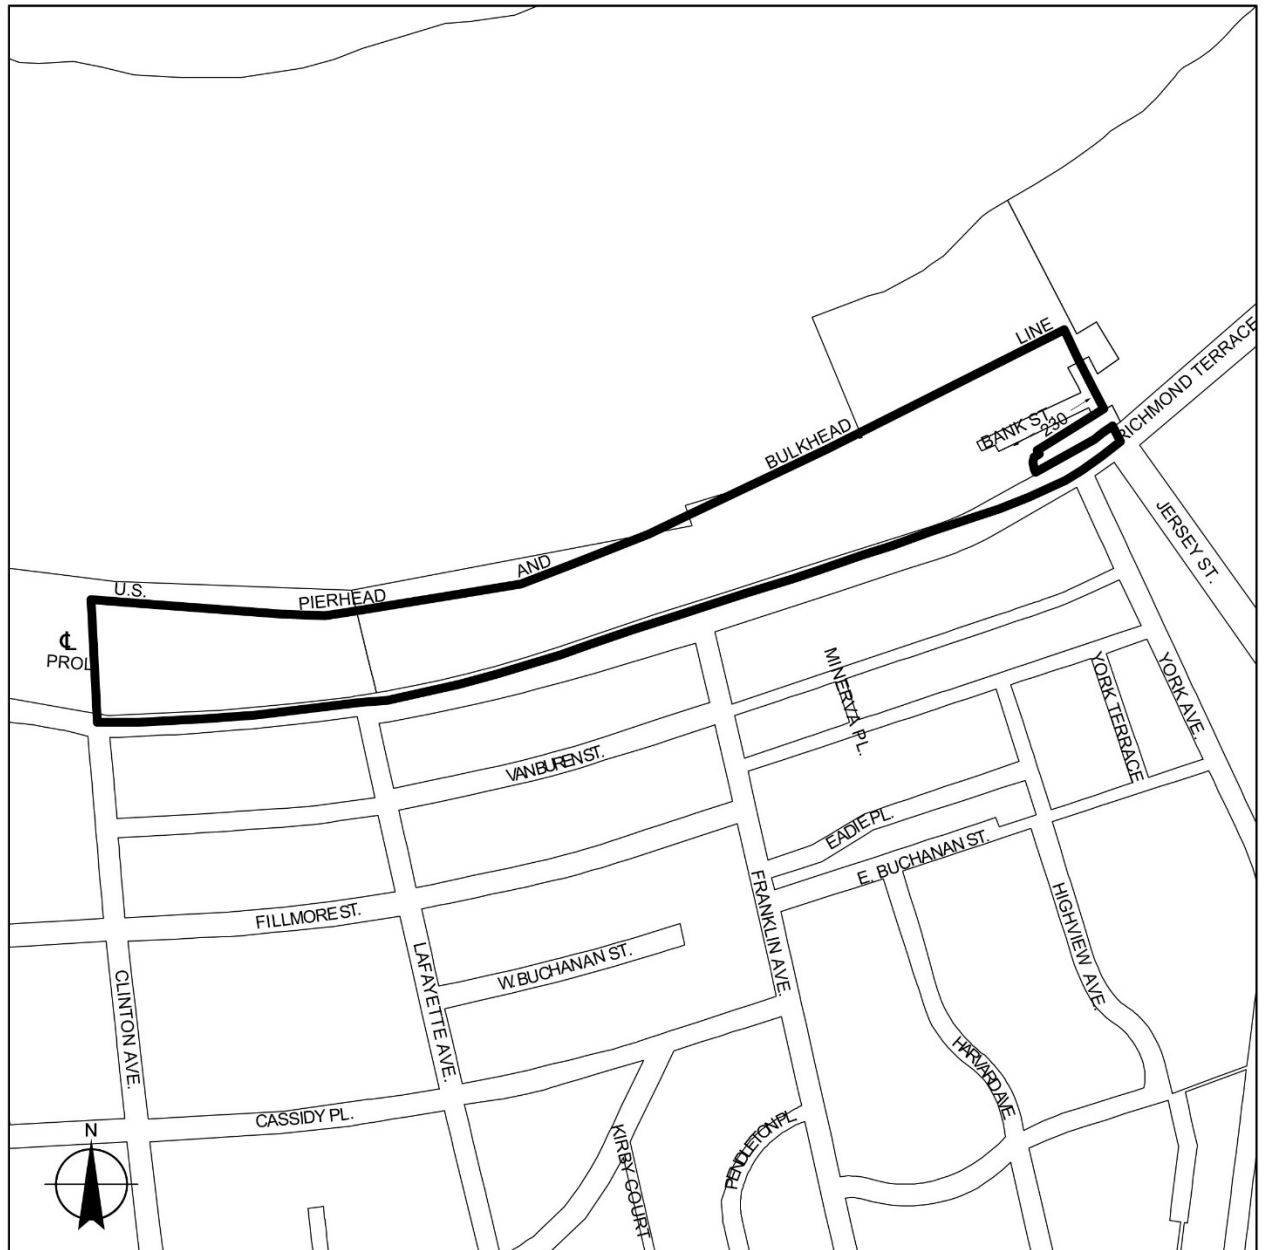 LINE
RICHMOND TERRACE
BANK ST.
230
BULKHEAD
JERSEY ST.
AND
U.S.
PIERHEAD
℄
PROL
MINERVA PL.
YORK TERRACE
YORK AVE.
VAN BUREN ST.
EADIE PL.
E. BUCHANAN ST.
FRANKLIN AVE.
HIGHVIEW AVE.
FILLMORE ST.
LAFAYETTE AVE.
W. BUCHANAN ST.
CLINTON AVE.
HARVARD AVE.
CASSIDY PL.
KIRBY COURT
PENDLETON PL.
N